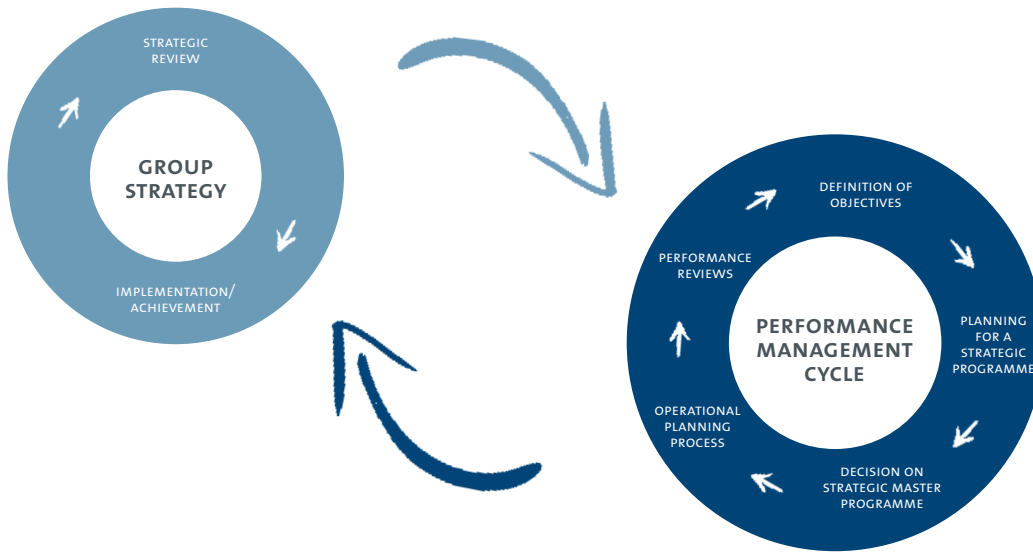 STRATEGIC
REVIEW
GROUP
STRATEGY
IMPLEMENTATION/
ACHIEVEMENT
DEFINITION OF
OBJECTIVES
PLANNING
FOR A
STRATEGIC
PROGRAMME
DECISION ON
STRATEGIC MASTER
PROGRAMME
OPERATIONAL
PLANNING
PROCESS
PERFORMANCE
REVIEWS
PERFORMANCE
MANAGEMENT
CYCLE